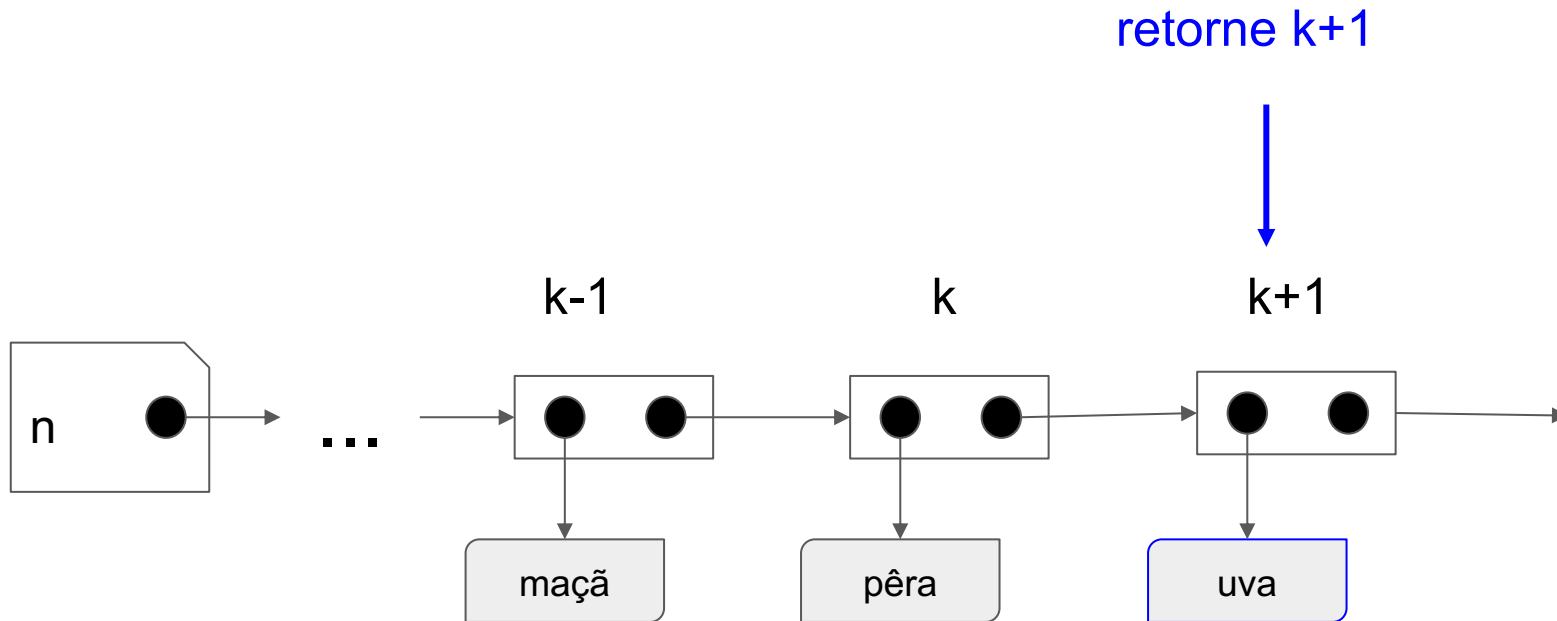 retorne k+1
k-1 k k+1
n ...
maçã pêra uva